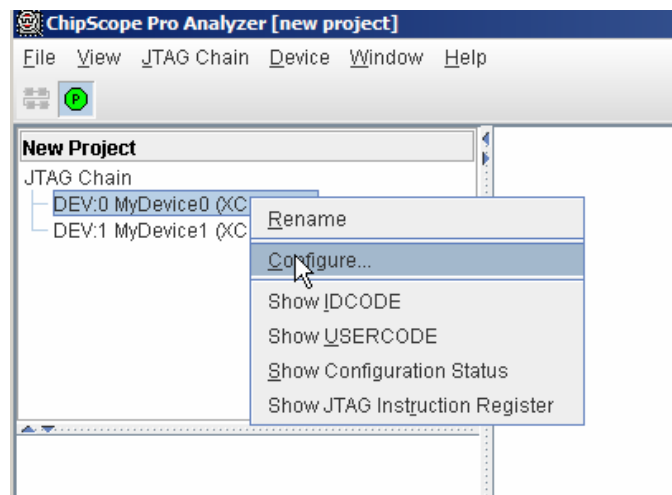 ChipScope Pro Analyzer [new project]
File View JTAG Chain Device Window Help
P
New Project
JTAG Chain
DEV:0 MyDevice0 (XC
DEV:1 MyDevice1 (XC
Rename
Configure...
Show IDCODE
Show USERCODE
Show Configuration Status
Show JTAG Instruction Register